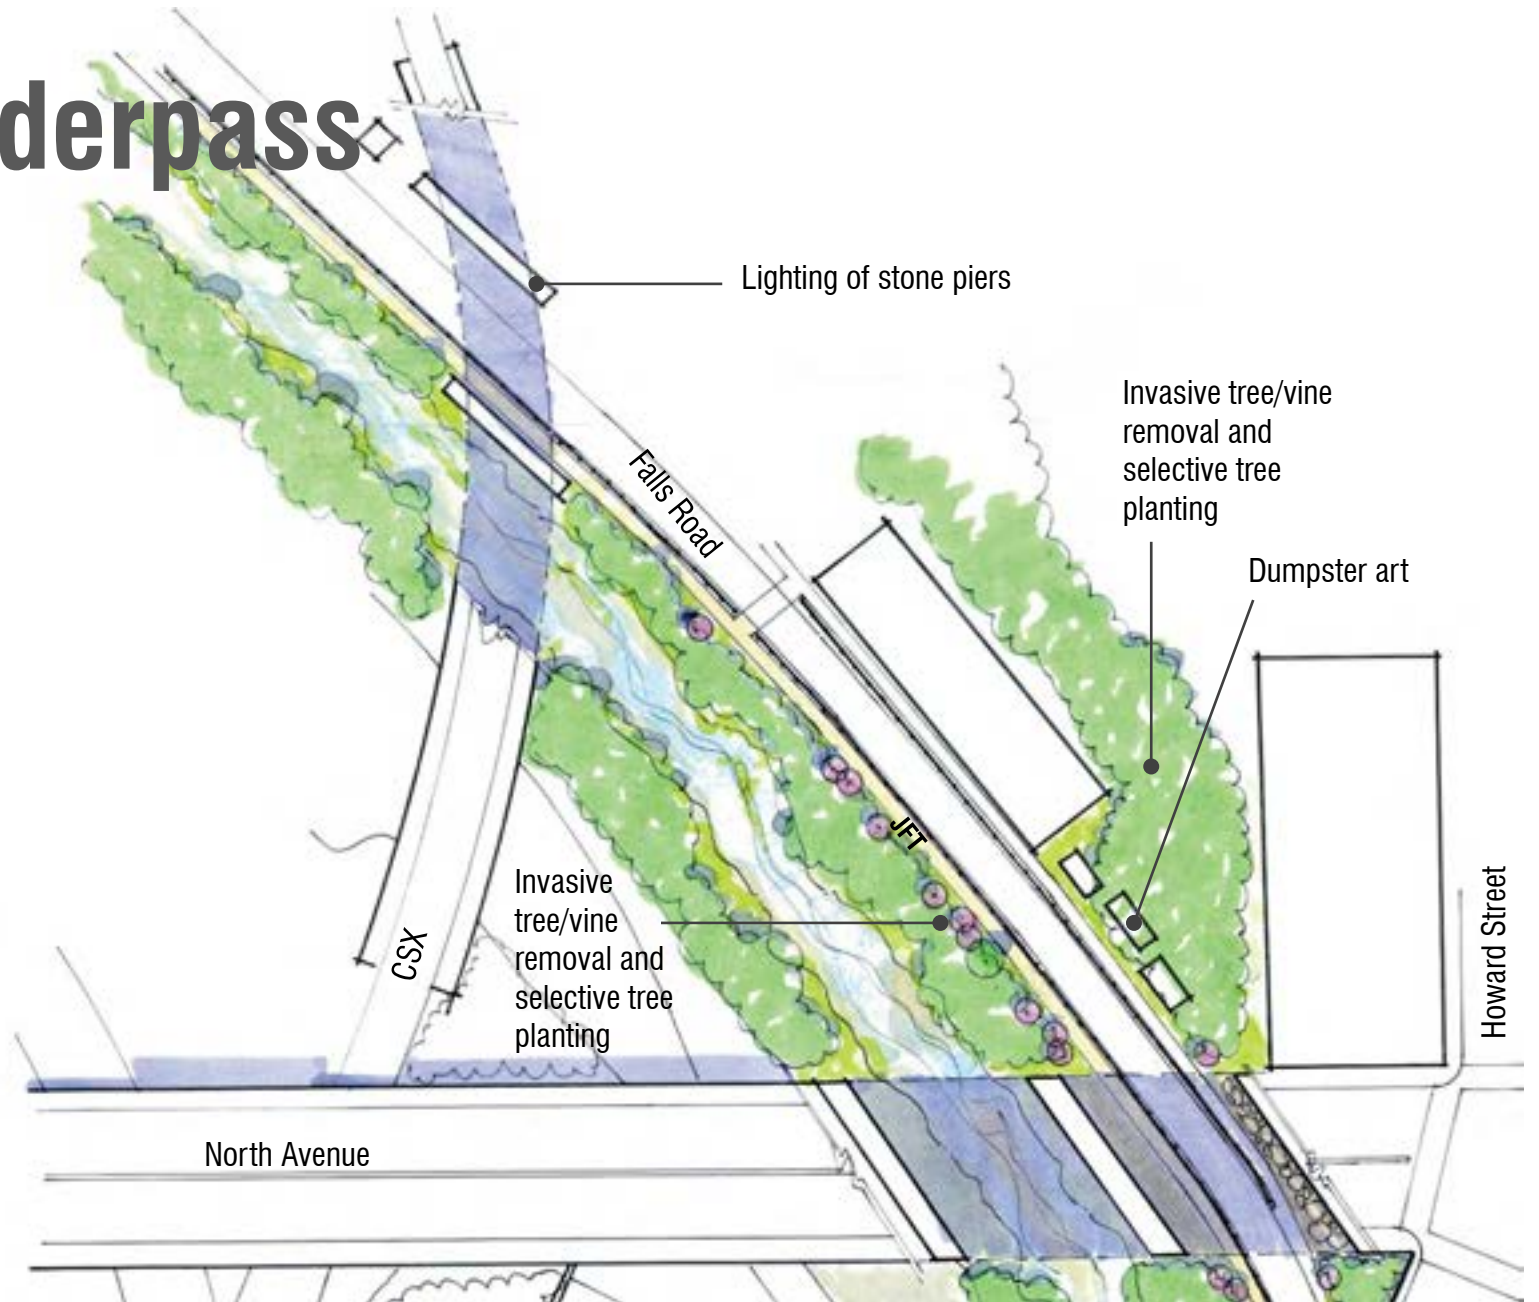 derpass
Lighting of stone piers
Invasive tree/vine
removal and
selective tree
planting
Falls Road
Dumpster art
JFT
Invasive
tree/vine
removal and
selective tree
planting
CSX
Howard Street
North Avenue